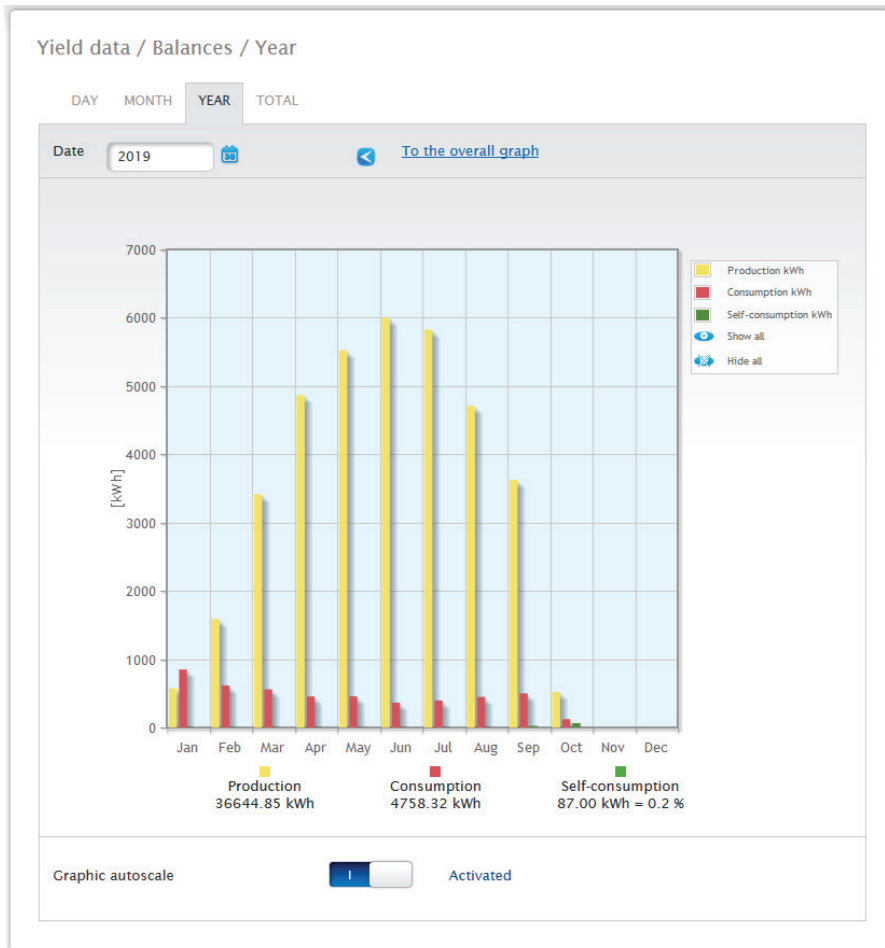 Yield data / Balances / Year
DAY MONTH YEAR TOTAL
Date 2019 30 To the overall graph
7000
6000
5000
4000
3000
2000
1000
0
[kWh]
Jan Feb Mar Apr May Jun Jul Aug Sep Oct Nov Dec
Production kWh
Consumption kWh
Self-consumption kWh
Show all
Hide all
Production Consumption Self-consumption
36644.85 kWh 4758.32 kWh 87.00 kWh = 0.2 %
Graphic autoscale I Activated